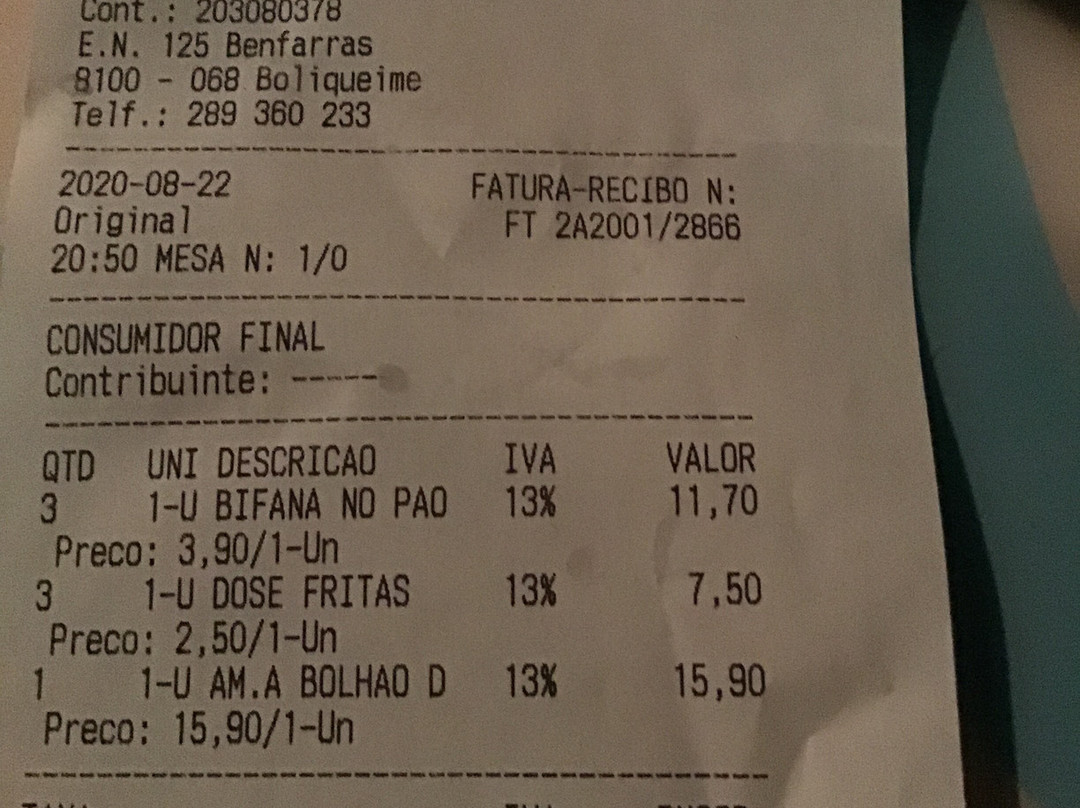 Cont.: 203080378
E.N. 125 Benfarras
8100 - 068 Boliqueime
Telf.: 289 360 233
2020-08-22 FATURA-RECIBO N:
Original FT 2A2001/2866
20:50 MESA N: 1/0
CONSUMIDOR FINAL
Contribuinte: -----
QTD UNI DESCRICAO IVA VALOR
3 1-U BIFANA NO PAO 13% 11,70
Preco: 3,90/1-Un
3 1-U DOSE FRITAS 13% 7,50
Preco: 2,50/1-Un
1 1-U AM.A BOLHAO D 13% 15,90
Preco: 15,90/1-Un